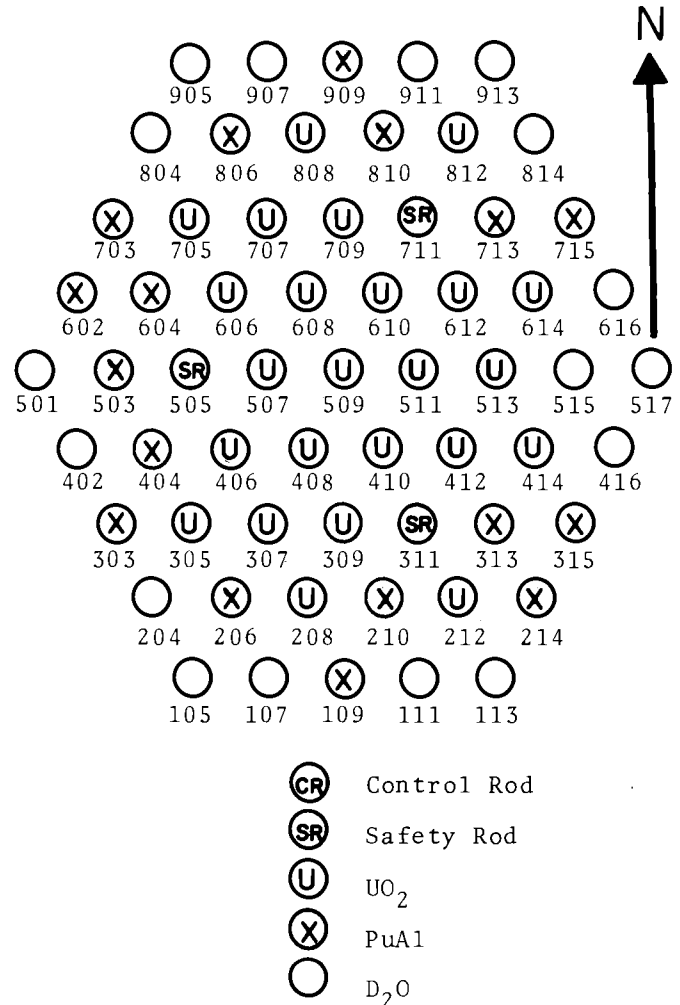 N
X
905 907 909 911 913
X U X U
804 806 808 810 812 814
X U U U SR X X
703 705 707 709 711 713 715
X X U U U U U
602 604 606 608 610 612 614 616
X SR U U U U
501 503 505 507 509 511 513 515 517
X U U U U U
402 404 406 408 410 412 414 416
X U U U SR X X
303 305 307 309 311 313 315
X U X U X
204 206 208 210 212 214
X
105 107 109 111 113
CR Control Rod
SR Safety Rod
U UO2
X PuAl
D2O